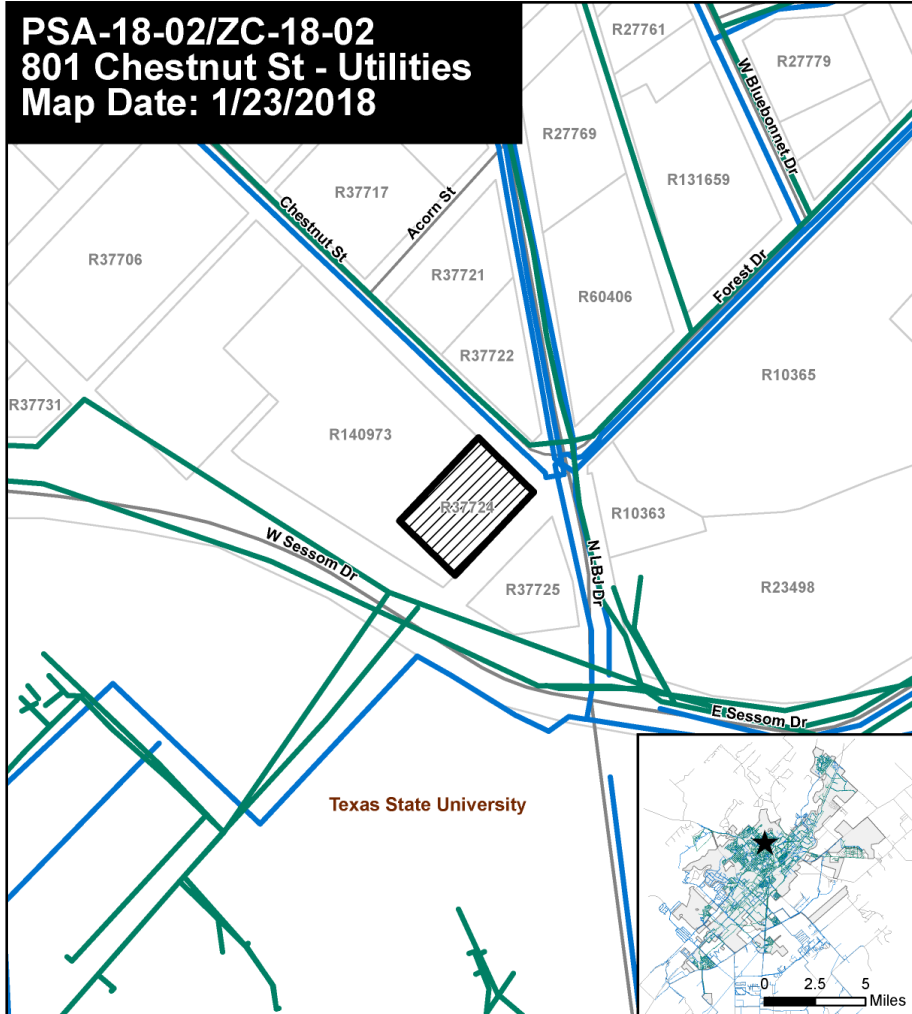 PSA-18-02/ZC-18-02
801 Chestnut St - Utilities
Map Date: 1/23/2018
R27761
R27779
W Bluebonnet Dr
R27769
R131659
R37717
Acorn St
Chestnut St
R37706
R37721
Forest Dr
R60406
R37722
R10365
R37731
R140973
R37724
R10363
W Sessom Dr
N LBJ Dr
R37725
R23498
E Sessom Dr
Texas State University
0 2.5 5
Miles